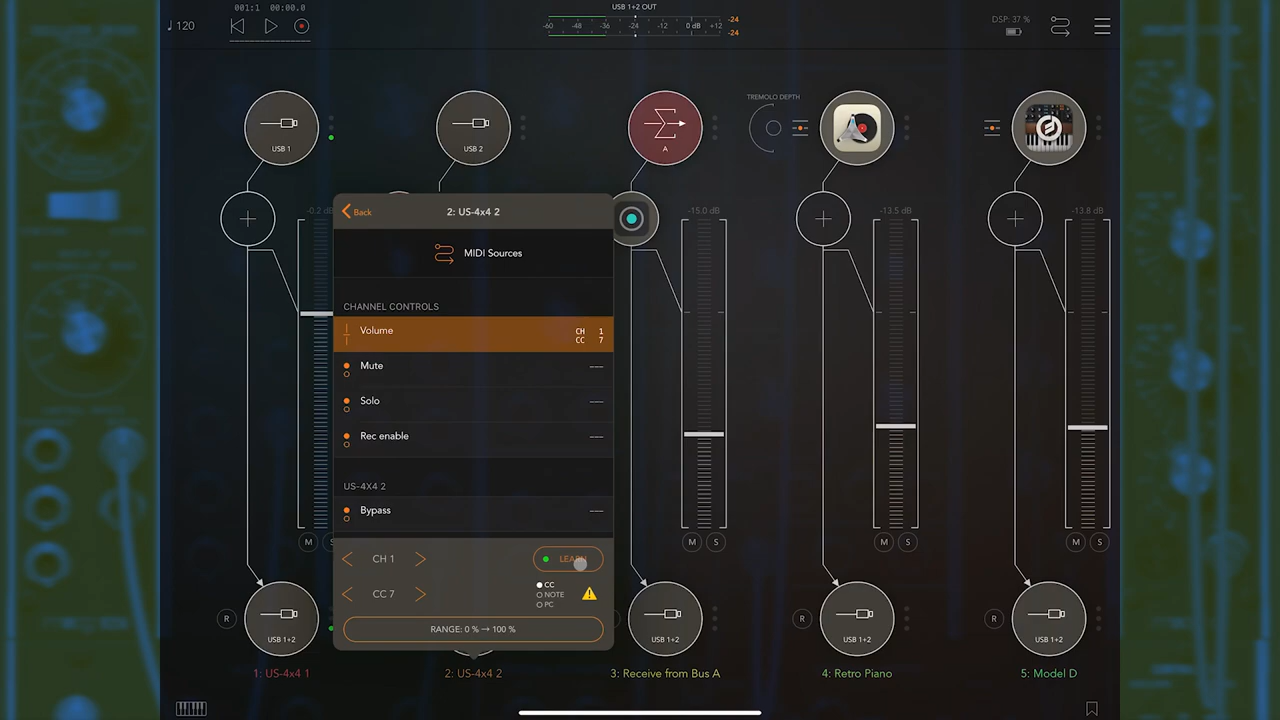 001:1 00:00.0
120
USB 1+2 OUT
-60 -48 -36 -24 -12 0 dB +12
-24
-24
DSP: 37 %
USB 1
USB 2
A
TREMOLO DEPTH
-0.2 dB
-15.0 dB
-13.5 dB
-13.8 dB
Back
2: US-4x4 2
MIDI Sources
CHANNEL CONTROLS
Volume
CH 1
CC 7
Mute ---
Solo ---
Rec enable ---
US-4X4 2
Bypass ---
CH 1
LEARN
CC 7
CC
NOTE
PC
RANGE: 0 % → 100 %
M S
M S
M S
M S
R
USB 1+2
USB 1+2
R
USB 1+2
R
USB 1+2
1: US-4x4 1
2: US-4x4 2
3: Receive from Bus A
4: Retro Piano
5: Model D